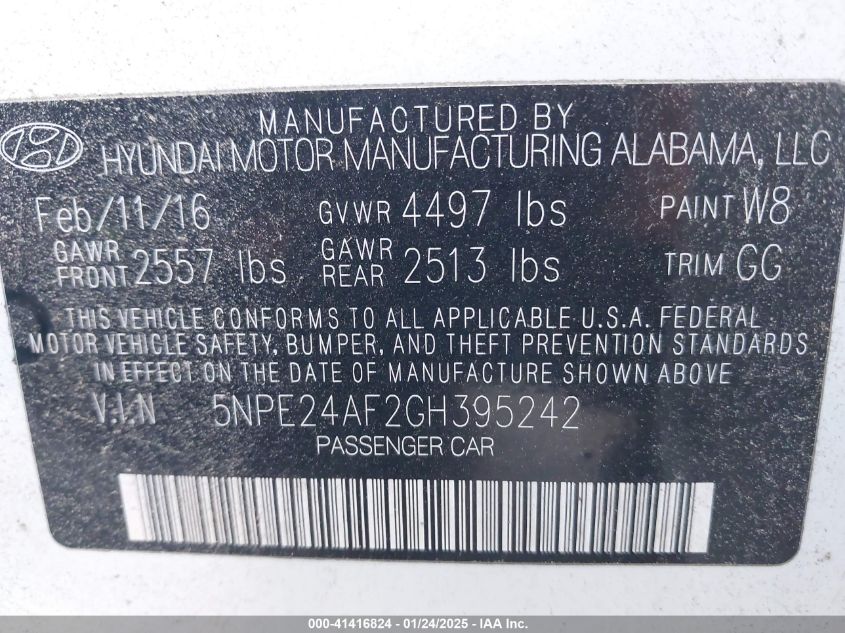 MANUFACTURED BY
HYUNDAI MOTOR MANUFACTURING ALABAMA, LLC
Feb/11/16 GVWR 4497 lbs PAINT W8
GAWR FRONT 2557 lbs GAWR REAR 2513 lbs TRIM GG
THIS VEHICLE CONFORMS TO ALL APPLICABLE U.S.A. FEDERAL
MOTOR VEHICLE SAFETY, BUMPER, AND THEFT PREVENTION STANDARDS
IN EFFECT ON THE DATE OF MANUFACTURE SHOWN ABOVE
V.I.N 5NPE24AF2GH395242
PASSENGER CAR
000-41416824 - 01/24/2025 - IAA Inc.